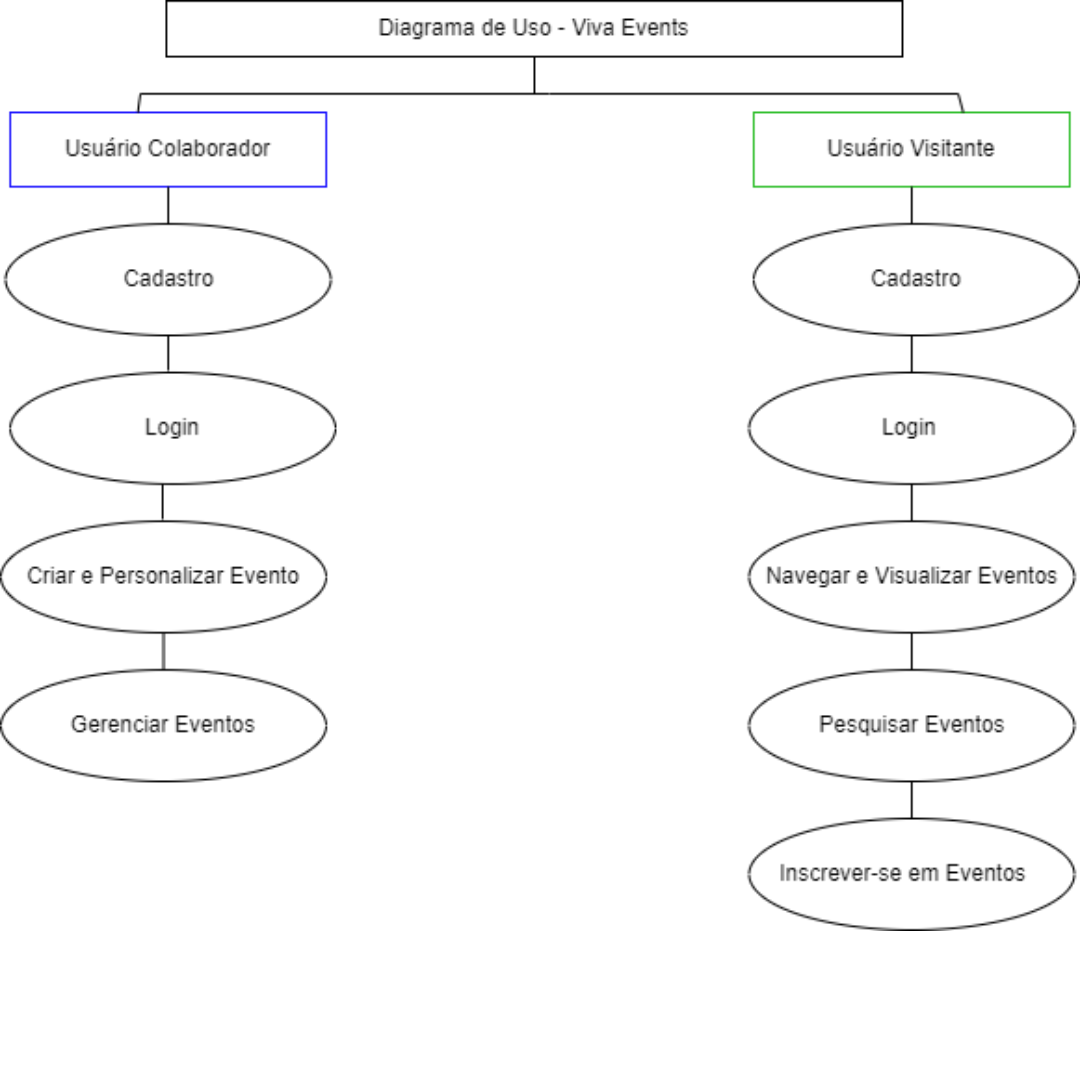 Diagrama de Uso - Viva Events
Usuário Colaborador
Usuário Visitante
Cadastro
Cadastro
Login
Login
Criar e Personalizar Evento
Navegar e Visualizar Eventos
Gerenciar Eventos
Pesquisar Eventos
Inscrever-se em Eventos